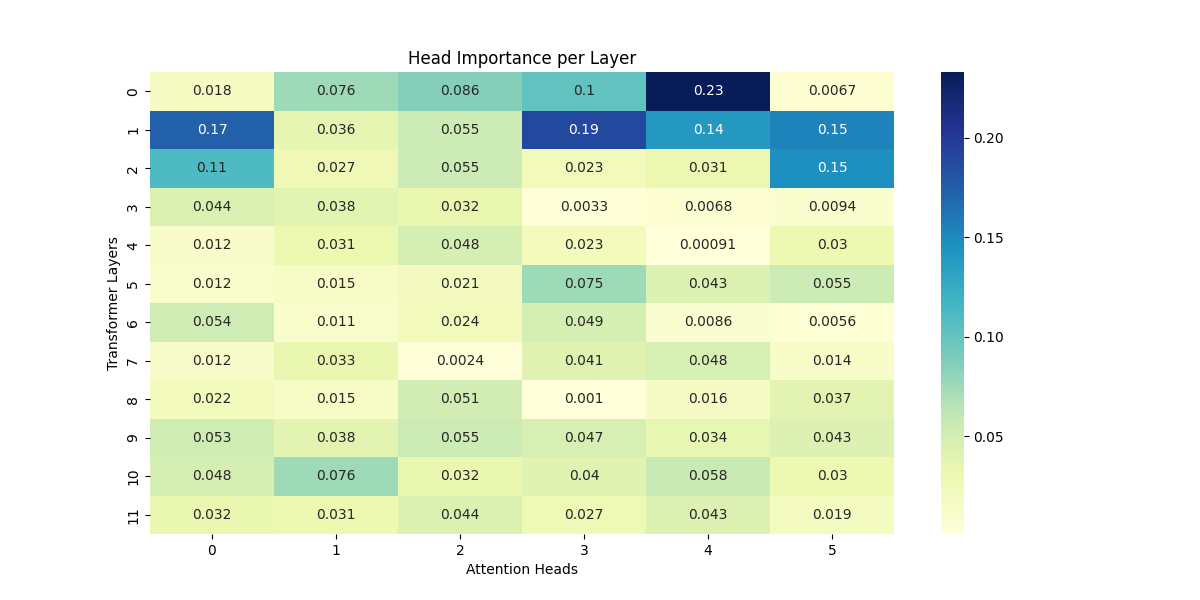 Head Importance per Layer
0 0.018 0.076 0.086 0.1 0.23 0.0067
1 0.17 0.036 0.055 0.19 0.14 0.15 0.20
2 0.11 0.027 0.055 0.023 0.031 0.15
3 0.044 0.038 0.032 0.0033 0.0068 0.0094
4 0.012 0.031 0.048 0.023 0.00091 0.03 0.15
Transformer Layers
5 0.012 0.015 0.021 0.075 0.043 0.055
6 0.054 0.011 0.024 0.049 0.0086 0.0056 0.10
7 0.012 0.033 0.0024 0.041 0.048 0.014
8 0.022 0.015 0.051 0.001 0.016 0.037
9 0.053 0.038 0.055 0.047 0.034 0.043 0.05
10 0.048 0.076 0.032 0.04 0.058 0.03
11 0.032 0.031 0.044 0.027 0.043 0.019
0 1 2 3 4 5
Attention Heads